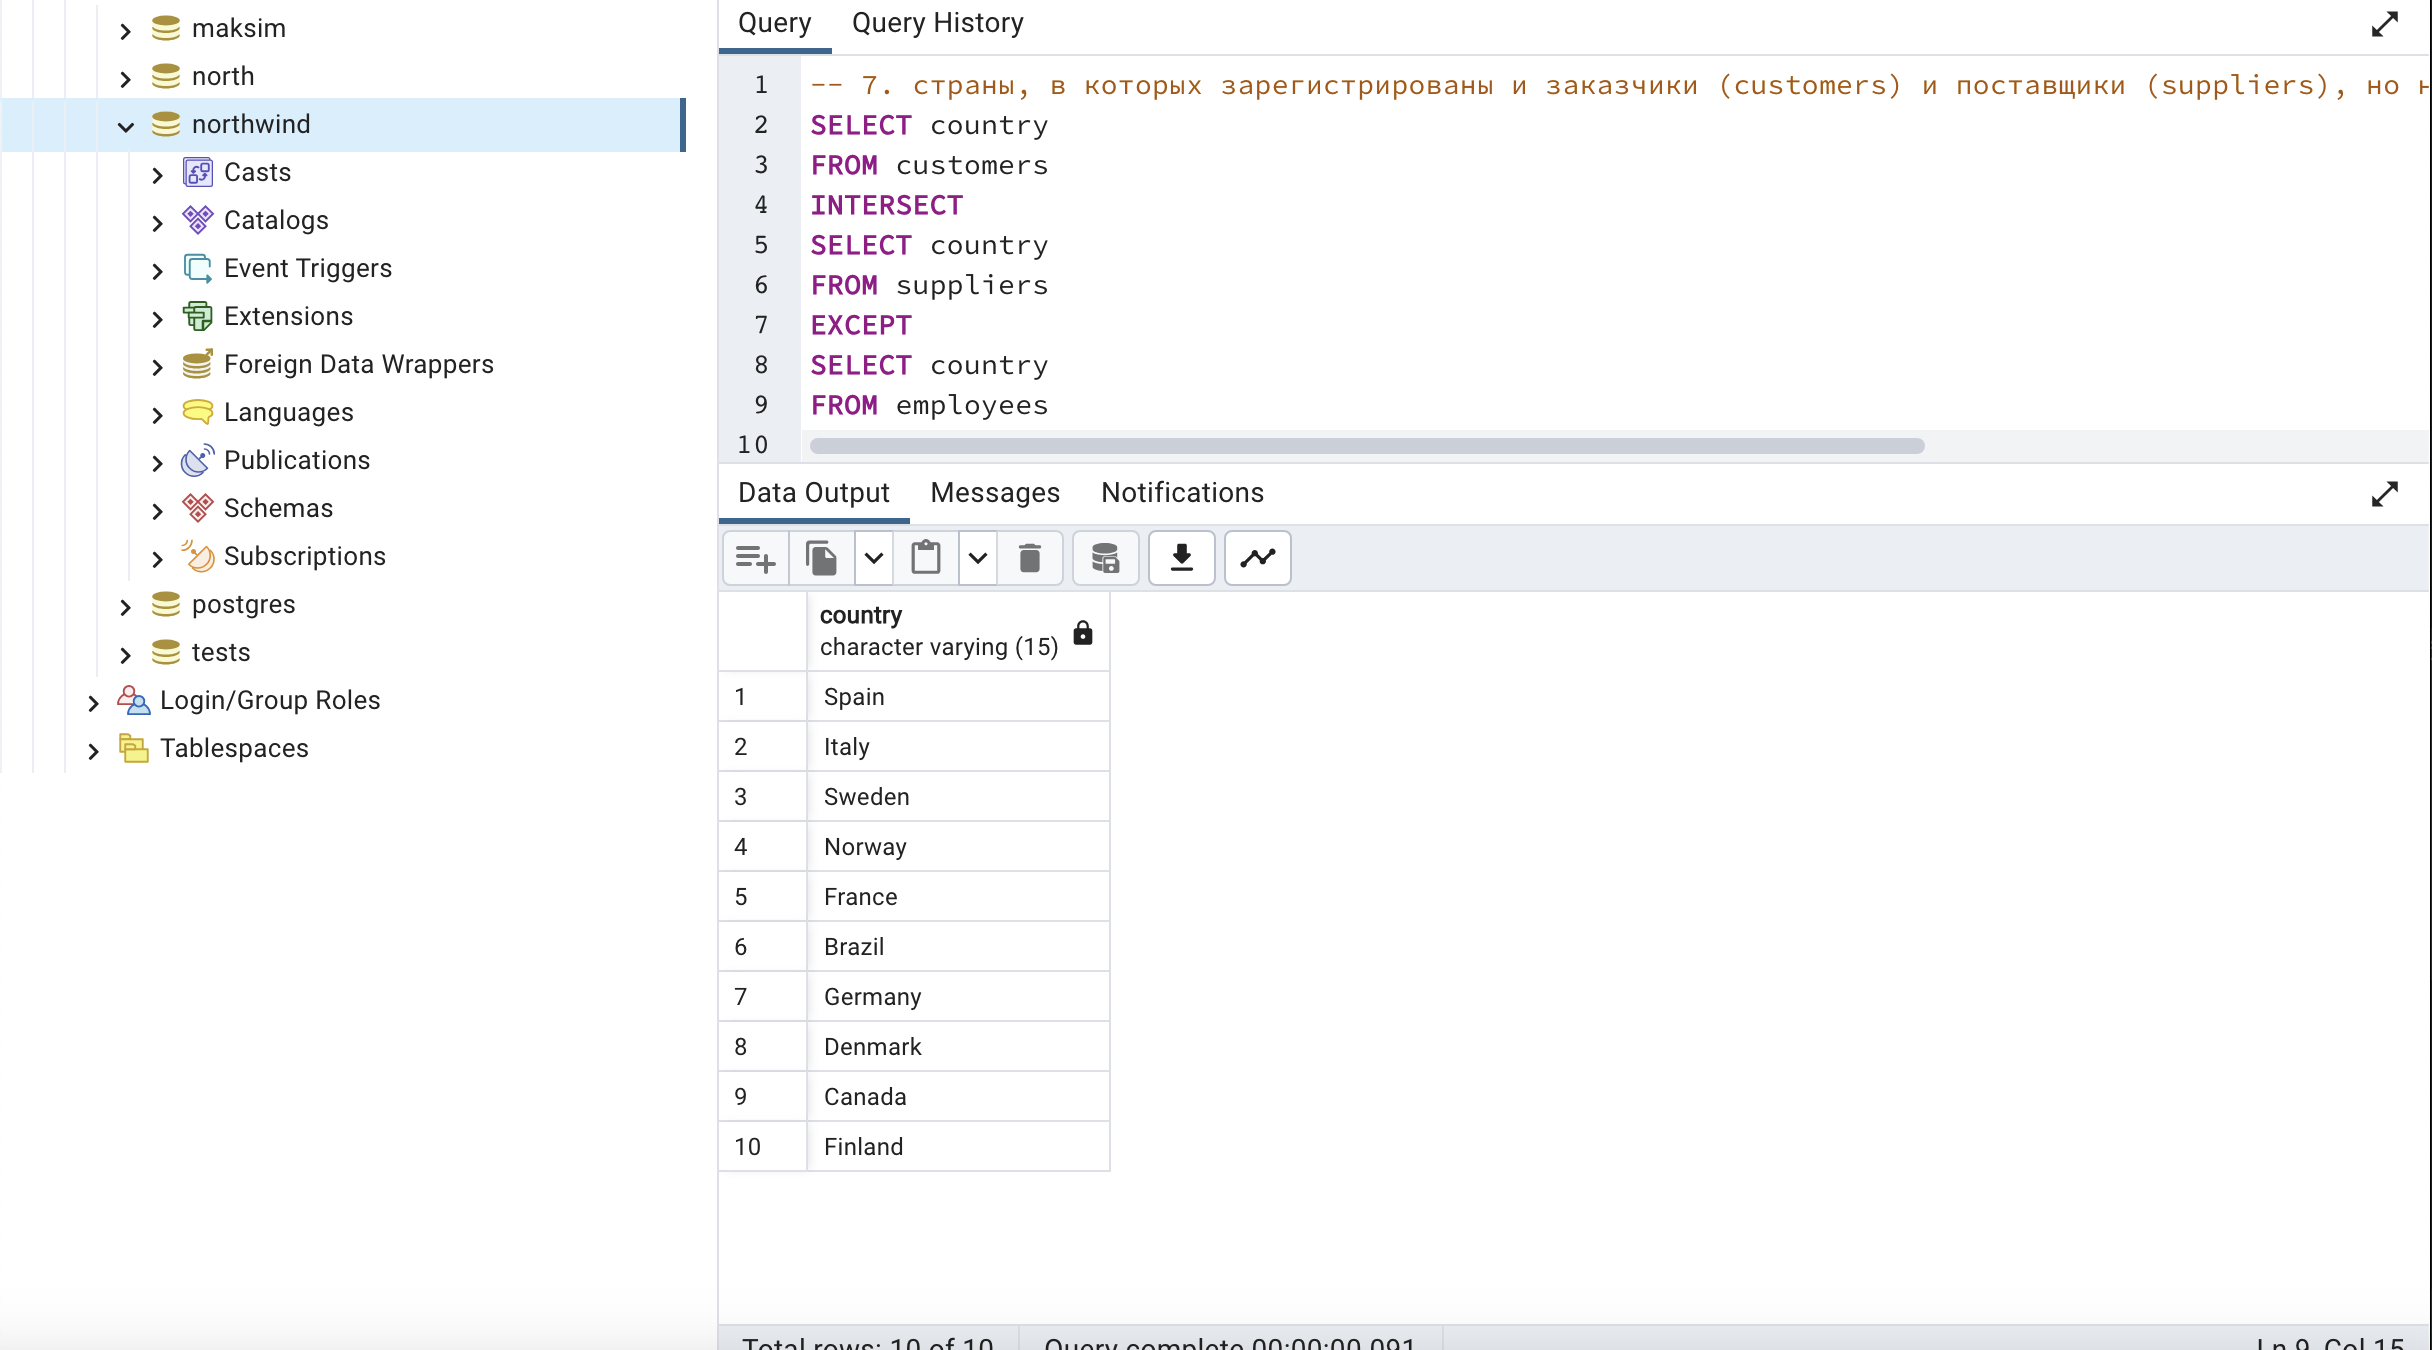 maksim
north
northwind
Casts
Catalogs
Event Triggers
Extensions
Foreign Data Wrappers
Languages
Publications
Schemas
Subscriptions
postgres
tests
Login/Group Roles
Tablespaces
Query Query History
1 -- 7. страны, в которых зарегистрированы и заказчики (customers) и поставщики (suppliers), но
2 SELECT country
3 FROM customers
4 INTERSECT
5 SELECT country
6 FROM suppliers
7 EXCEPT
8 SELECT country
9 FROM employees
10
Data Output Messages Notifications
country
character varying (15)
1 Spain
2 Italy
3 Sweden
4 Norway
5 France
6 Brazil
7 Germany
8 Denmark
9 Canada
10 Finland
Total rows: 10 of 10 Query complete 00:00:00.091 Ln 9, Col 15